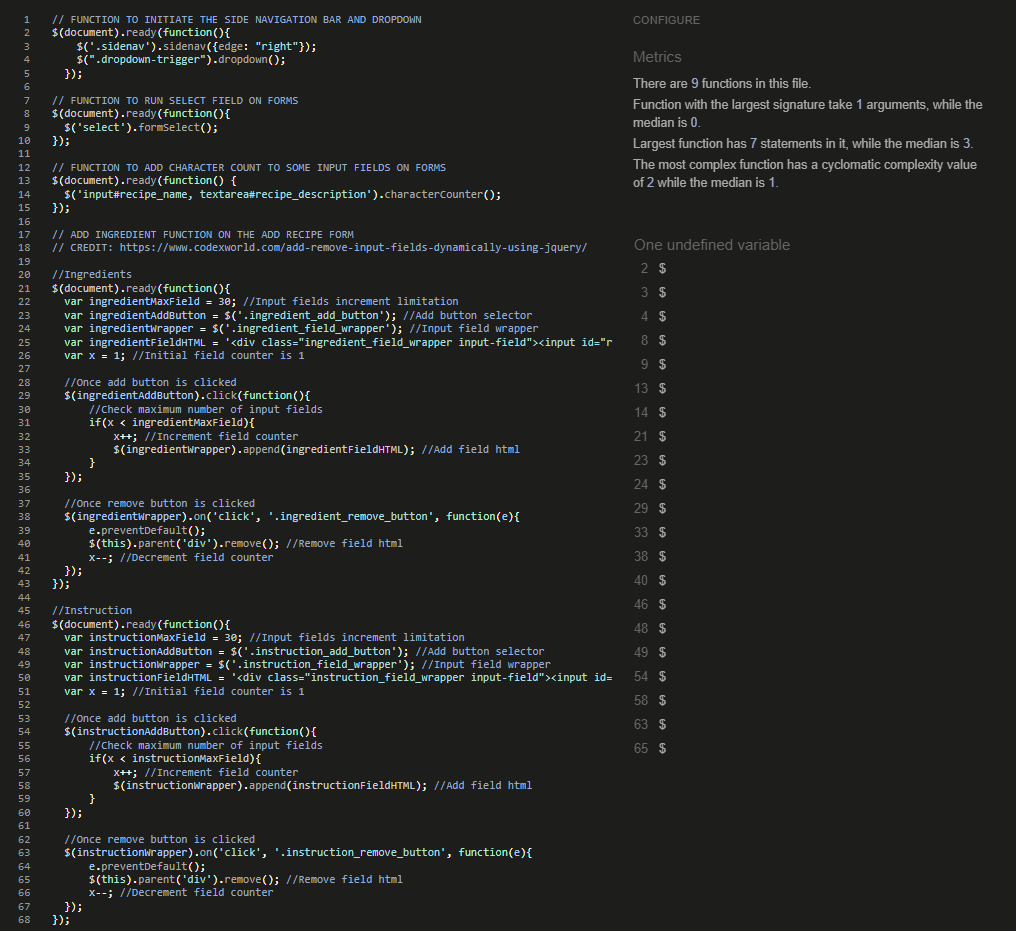 1 // FUNCTION TO INITIATE THE SIDE NAVIGATION BAR AND DROPDOWN
2 $(document).ready(function(){
3     $('.sidenav').sidenav({edge: "right"});
4     $(".dropdown-trigger").dropdown();
5   });
6
7 // FUNCTION TO RUN SELECT FIELD ON FORMS
8 $(document).ready(function(){
9   $('select').formSelect();
10 });
11
12 // FUNCTION TO ADD CHARACTER COUNT TO SOME INPUT FIELDS ON FORMS
13 $(document).ready(function() {
14   $('input#recipe_name, textarea#recipe_description').characterCounter();
15 });
16
17 // ADD INGREDIENT FUNCTION ON THE ADD RECIPE FORM
18 // CREDIT: https://www.codexworld.com/add-remove-input-fields-dynamically-using-jquery/
19
20 //Ingredients
21 $(document).ready(function(){
22   var ingredientMaxField = 30; //Input fields increment limitation
23   var ingredientAddButton = $('.ingredient_add_button'); //Add button selector
24   var ingredientWrapper = $('.ingredient_field_wrapper'); //Input field wrapper
25   var ingredientFieldHTML = '<div class="ingredient_field_wrapper input-field"><input id="r
26   var x = 1; //Initial field counter is 1
27
28   //Once add button is clicked
29   $(ingredientAddButton).click(function(){
30       //Check maximum number of input fields
31       if(x < ingredientMaxField){
32           x++; //Increment field counter
33           $(ingredientWrapper).append(ingredientFieldHTML); //Add field html
34       }
35   });
36
37   //Once remove button is clicked
38   $(ingredientWrapper).on('click', '.ingredient_remove_button', function(e){
39       e.preventDefault();
40       $(this).parent('div').remove(); //Remove field html
41       x--; //Decrement field counter
42   });
43 });
44
45 //Instruction
46 $(document).ready(function(){
47   var instructionMaxField = 30; //Input fields increment limitation
48   var instructionAddButton = $('.instruction_add_button'); //Add button selector
49   var instructionWrapper = $('.instruction_field_wrapper'); //Input field wrapper
50   var instructionFieldHTML = '<div class="instruction_field_wrapper input-field"><input id=
51   var x = 1; //Initial field counter is 1
52
53   //Once add button is clicked
54   $(instructionAddButton).click(function(){
55       //Check maximum number of input fields
56       if(x < instructionMaxField){
57           x++; //Increment field counter
58           $(instructionWrapper).append(instructionFieldHTML); //Add field html
59       }
60   });
61
62   //Once remove button is clicked
63   $(instructionWrapper).on('click', '.instruction_remove_button', function(e){
64       e.preventDefault();
65       $(this).parent('div').remove(); //Remove field html
66       x--; //Decrement field counter
67   });
68 });
CONFIGURE
Metrics
There are 9 functions in this file.
Function with the largest signature take 1 arguments, while the
median is 0.
Largest function has 7 statements in it, while the median is 3.
The most complex function has a cyclomatic complexity value
of 2 while the median is 1.
One undefined variable
2 $
3 $
4 $
8 $
9 $
13 $
14 $
21 $
23 $
24 $
29 $
33 $
38 $
40 $
46 $
48 $
49 $
54 $
58 $
63 $
65 $